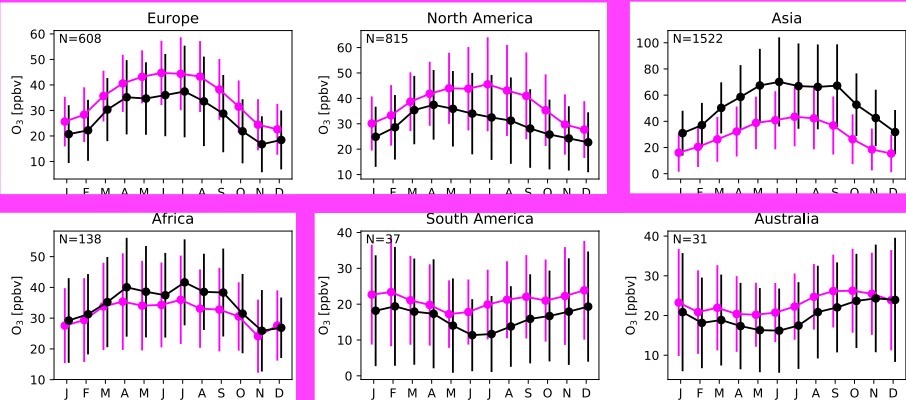 Europe
N=608
O₃ [ppbv]
60
50
40
30
20
10
J F M A M J J A S O N D
North America
N=815
60
50
40
30
20
10
J F M A M J J A S O N D
Asia
N=1522
O₃ [ppbv]
100
80
60
40
20
0
J F M A M J J A S O N D
Africa
N=138
O₃ [ppbv]
50
40
30
20
10
J F M A M J J A S O N D
South America
N=37
O₃ [ppbv]
40
30
20
10
0
J F M A M J J A S O N D
Australia
N=31
O₃ [ppbv]
40
30
20
10
J F M A M J J A S O N D